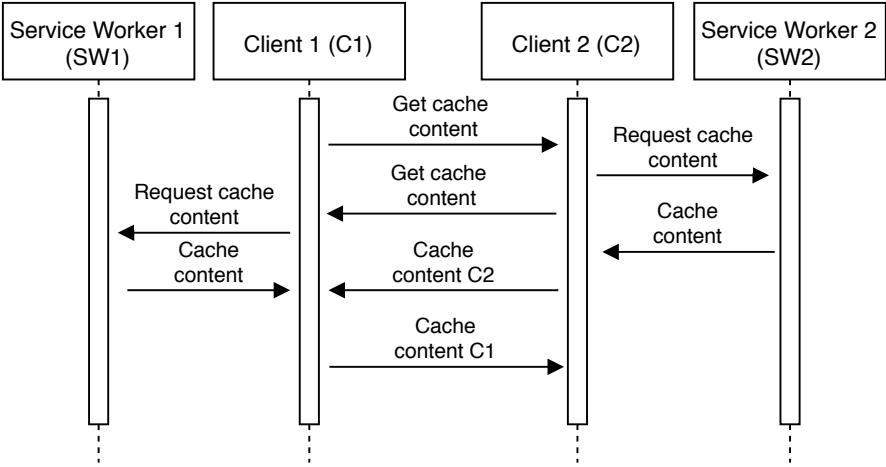 Service Worker 1
(SW1)
Client 1 (C1)
Client 2 (C2)
Service Worker 2
(SW2)
Get cache
content
Request cache
content
Get cache
content
Request cache
content
Cache
content
Cache
content
Cache
content C2
Cache
content C1